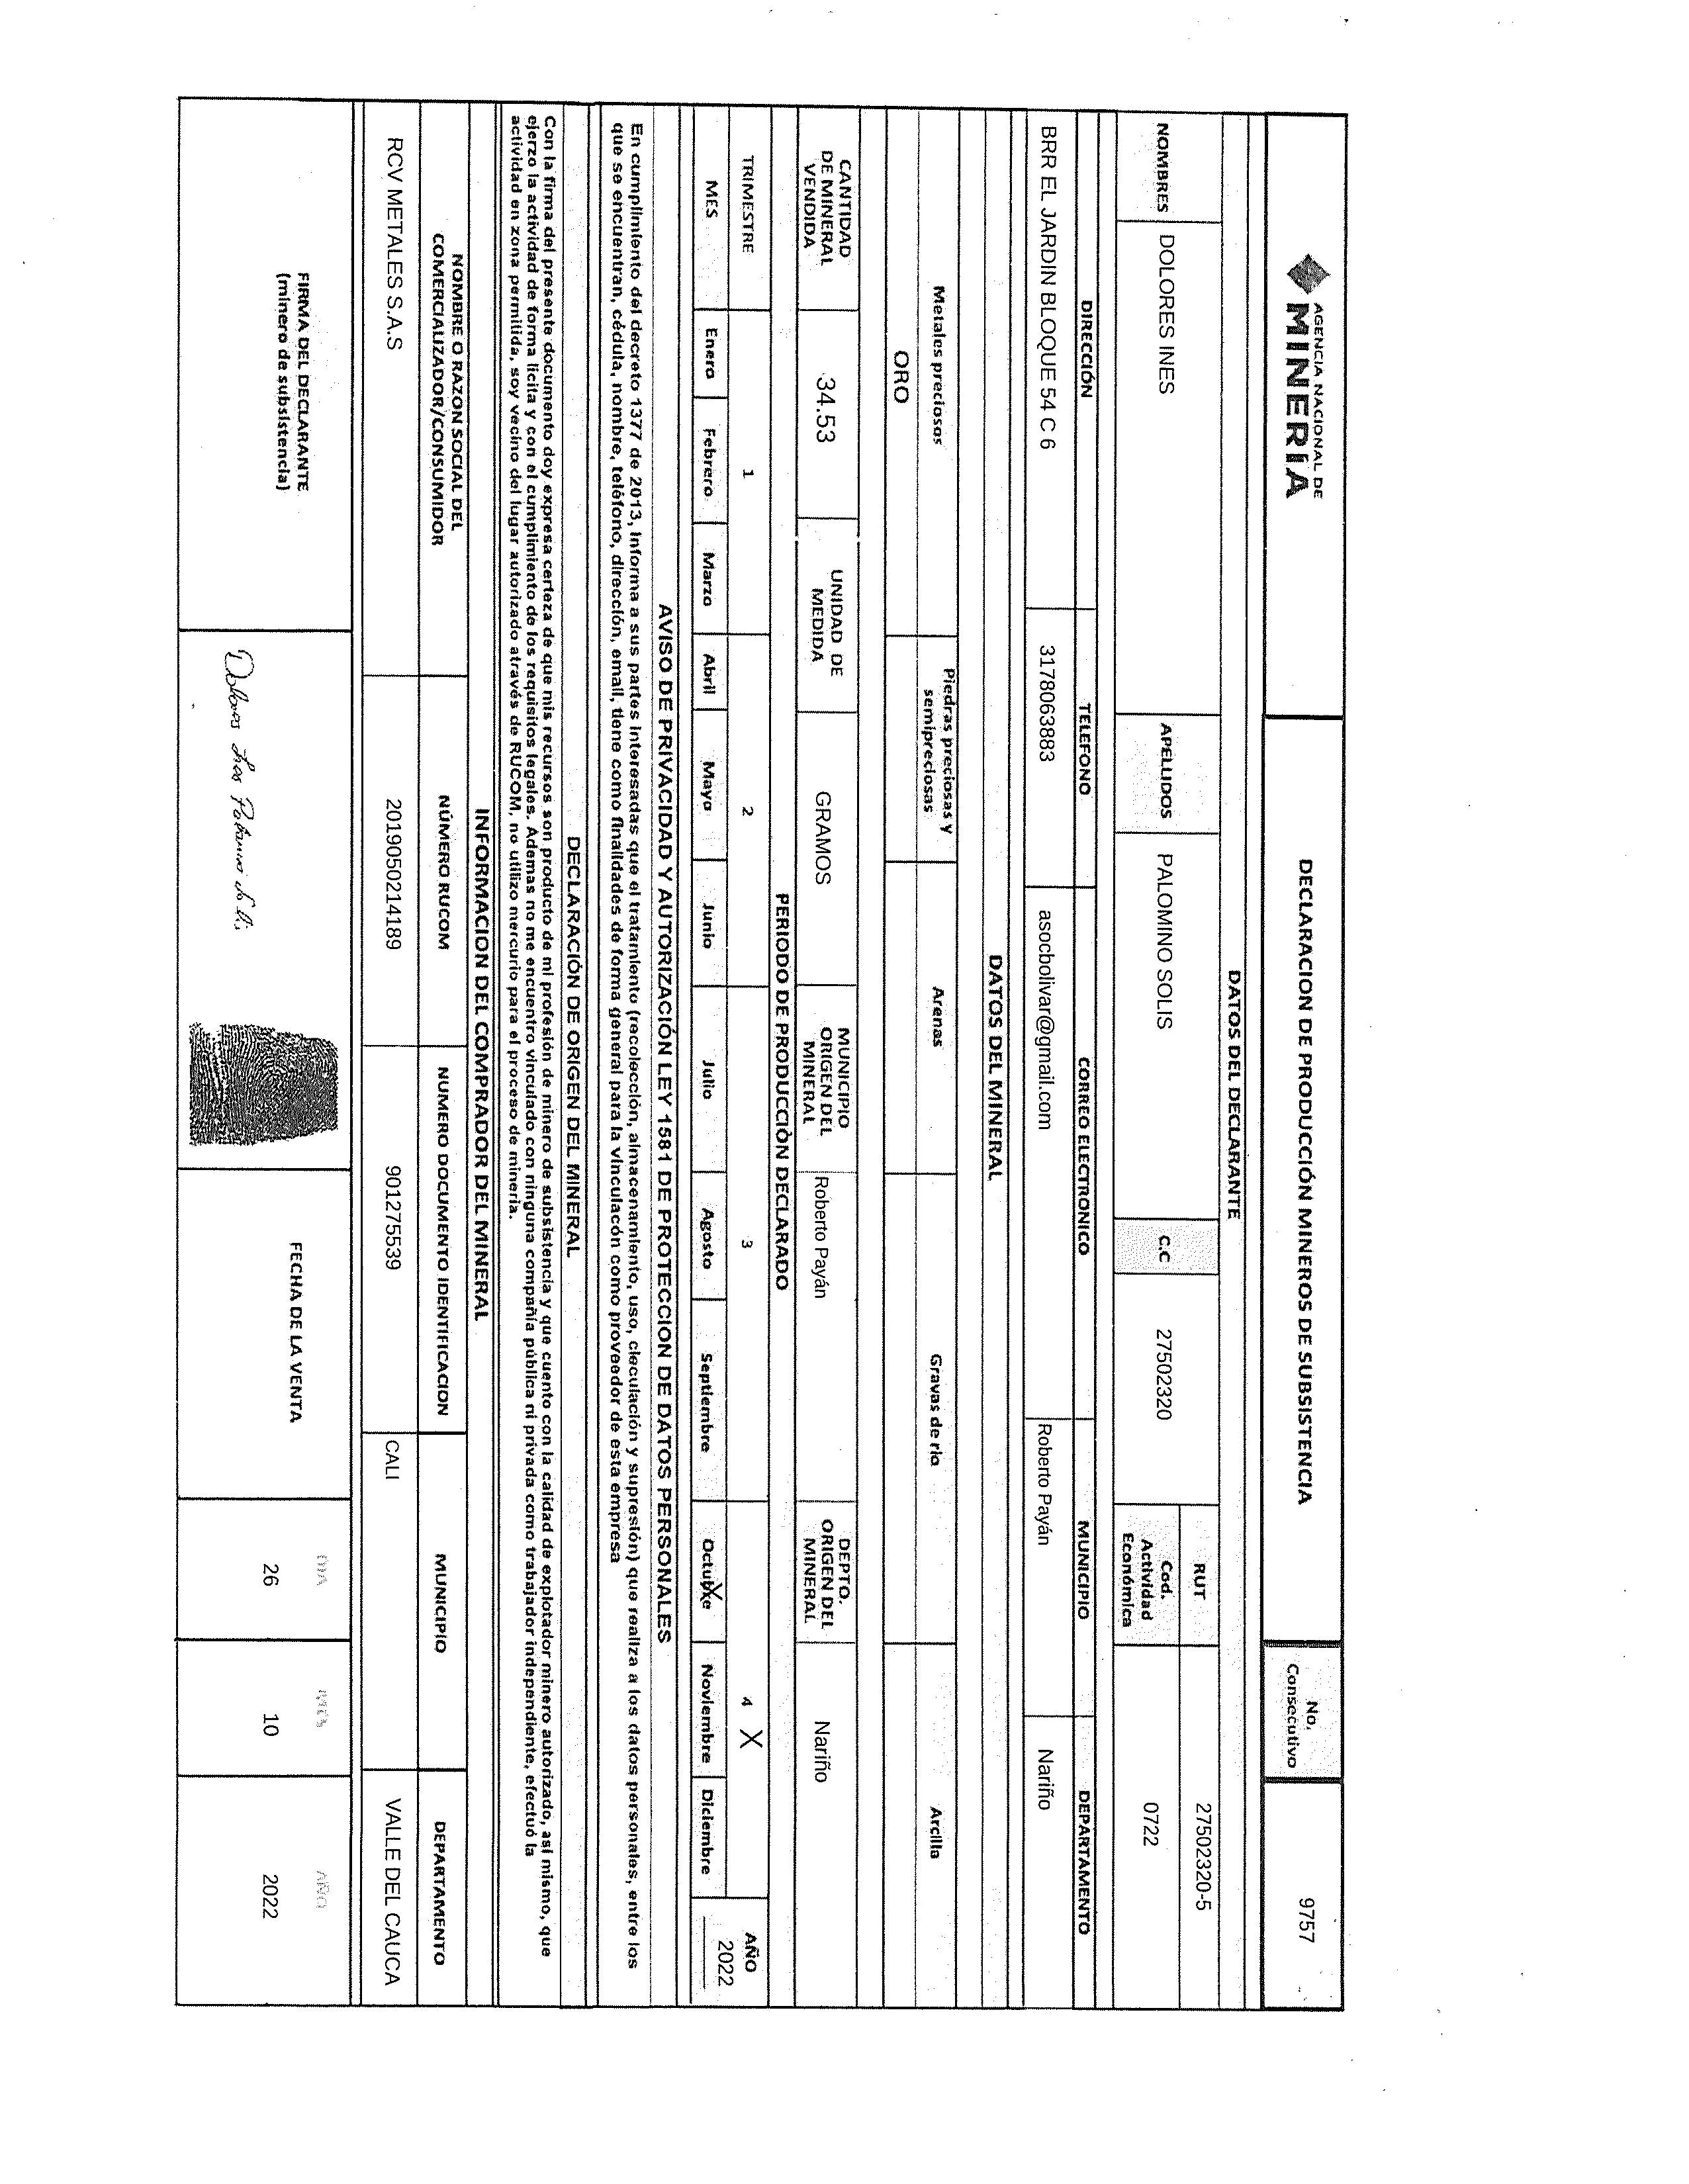 AGENCIA NACIONAL DE
MINERÍA
DECLARACION DE PRODUCCIÓN MINEROS DE SUBSISTENCIA
No.
Consecutivo
9757
DATOS DEL DECLARANTE
NOMBRES
DOLORES INES
APELLIDOS
PALOMINO SOLIS
C.C
27502320
RUT
27502320-5
Cod.
Actividad
Económica
0722
DIRECCIÓN
TELEFONO
CORREO ELECTRONICO
MUNICIPIO
DEPARTAMENTO
BRR EL JARDIN BLOQUE 54 C 6
3178063883
asocbolivar@gmail.com
Roberto Payán
Nariño
DATOS DEL MINERAL
Metales preciosos
Piedras preciosas y
semipreciosas
Arenas
Gravas de rio
Arcilla
ORO
CANTIDAD
DE MINERAL
VENDIDA
34.53
UNIDAD DE
MEDIDA
GRAMOS
MUNICIPIO
ORIGEN DEL
MINERAL
Roberto Payán
DEPTO.
ORIGEN DEL
MINERAL
Nariño
PERIODO DE PRODUCCIÒN DECLARADO
TRIMESTRE
1
2
3
4 X
AÑO
2022
MES
Enero
Febrero
Marzo
Abril
Mayo
Junio
Julio
Agosto
Septiembre
Octubre
X
Noviembre
Diciembre
AVISO DE PRIVACIDAD Y AUTORIZACIÓN LEY 1581 DE PROTECCION DE DATOS PERSONALES
En cumplimiento del decreto 1377 de 2013, informa a sus partes interesadas que el tratamiento (recolección, almacenamiento, uso, circulación y supresión) que realiza a los datos personales, entre los
que se encuentran, cédula, nombre, teléfono, dirección, email, tiene como finalidades de forma general para la vinculacón como proveedor de esta empresa
DECLARACIÓN DE ORIGEN DEL MINERAL
Con la firma del presente documento doy expresa certeza de que mis recursos son producto de mi profesión de minero de subsistencia y que cuento con la calidad de explotador minero autorizado, así mismo, que
ejerzo la actividad de forma licita y con el cumplimiento de los requisitos legales. Ademas no me encuentro vinculado con ninguna compañia pública ni privada como trabajador independiente, efectuó la
actividad en zona permitida, soy vecino del lugar autorizado através de RUCOM, no utilizo mercurio para el proceso de mineria.
INFORMACION DEL COMPRADOR DEL MINERAL
NOMBRE O RAZON SOCIAL DEL
COMERCIALIZADOR/CONSUMIDOR
NÚMERO RUCOM
NUMERO DOCUMENTO IDENTIFICACION
MUNICIPIO
DEPARTAMENTO
RCV METALES S.A.S
2019050214189
901275539
CALI
VALLE DEL CAUCA
FIRMA DEL DECLARANTE
(minero de subsistencia)
FECHA DE LA VENTA
DIA
MES
AÑO
26
10
2022